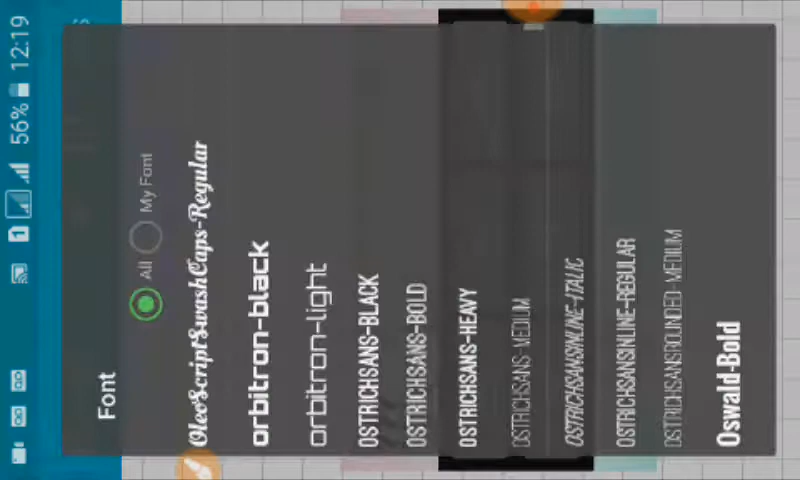 56% 12:19
Font
All My Font
OleoScriptSwashCaps-Regular
orbitron-black
orbitron-light
OSTRICHSANS-BLACK
OSTRICHSANS-BOLD
OSTRICHSANS-HEAVY
OSTRICHSANS-MEDIUM
OSTRICHSANSINLINE-ITALIC
OSTRICHSANSINLINE-REGULAR
OSTRICHSANSROUNDED-MEDIUM
Oswald-Bold